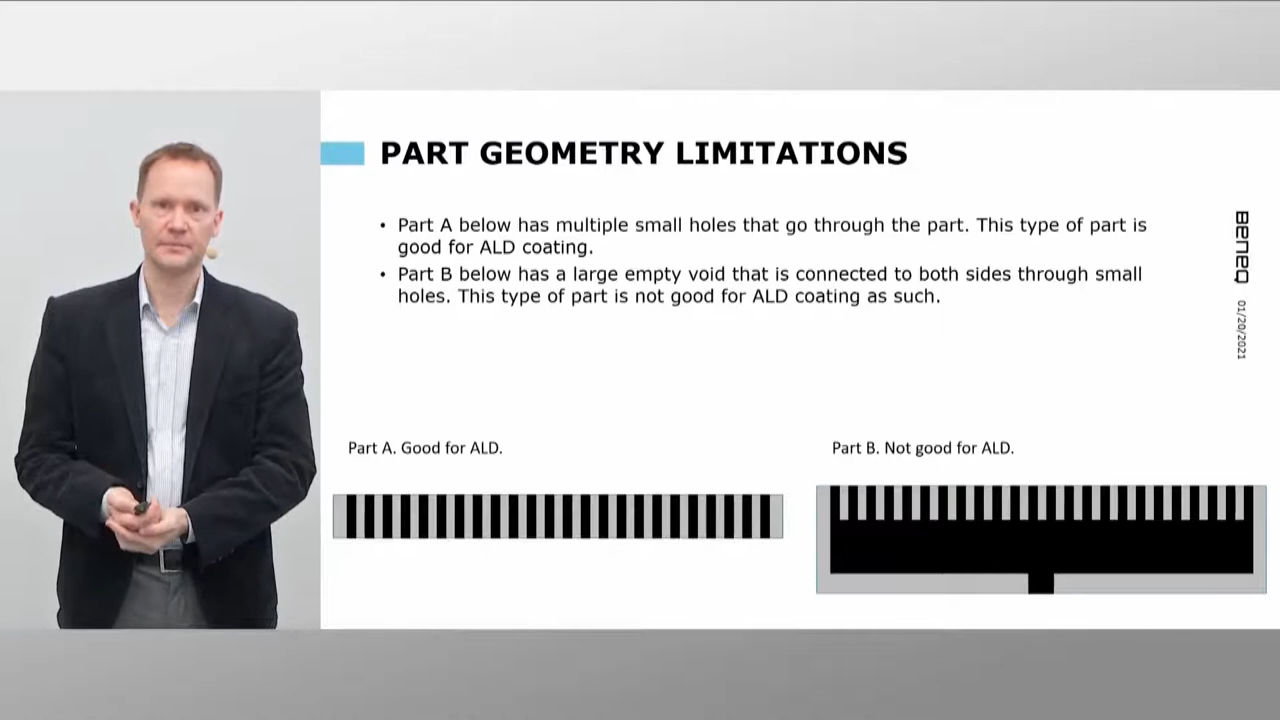 PART GEOMETRY LIMITATIONS
• Part A below has multiple small holes that go through the part. This type of part is
good for ALD coating.
• Part B below has a large empty void that is connected to both sides through small
holes. This type of part is not good for ALD coating as such.
Beneq
01/20/2021
Part A. Good for ALD.
Part B. Not good for ALD.